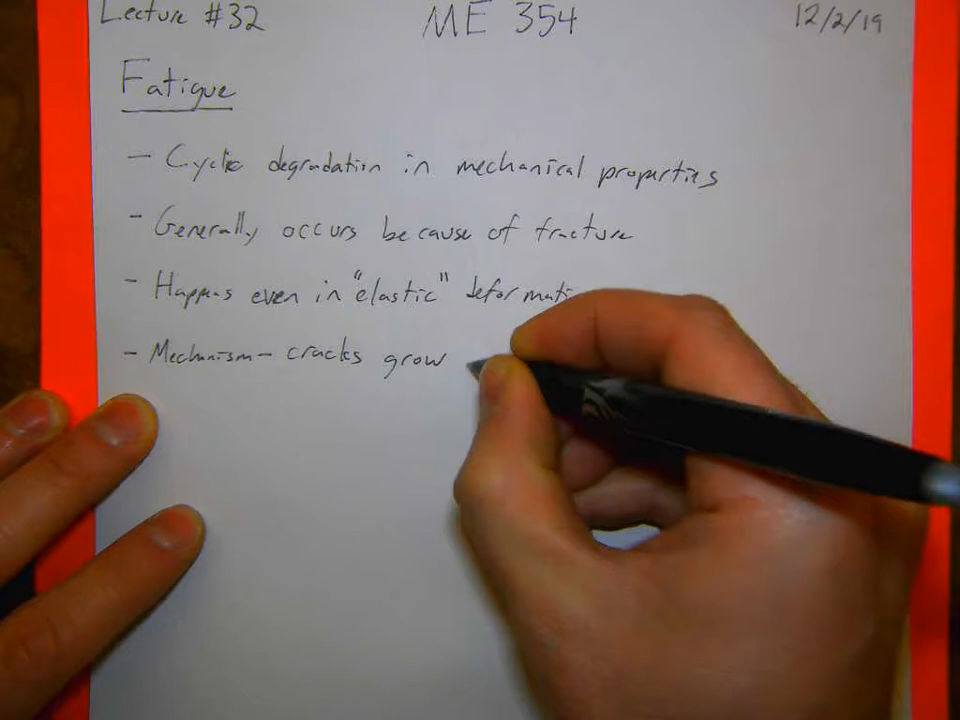 Lecture #32 ME 354 12/2/19
Fatigue
- Cyclic degradation in mechanical properties
- Generally occurs because of fracture
- Happens even in "elastic" deformati
- Mechanism - cracks grow